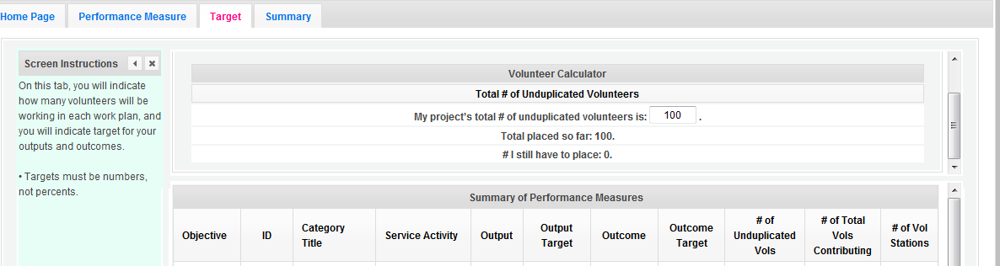 Home Page Performance Measure Target Summary
Screen Instructions
On this tab, you will indicate
how many volunteers will be
working in each work plan, and
you will indicate target for your
outputs and outcomes.
• Targets must be numbers,
not percents.
Volunteer Calculator
Total # of Unduplicated Volunteers
My project's total # of unduplicated volunteers is: 100 .
Total placed so far: 100.
# I still have to place: 0.
Summary of Performance Measures
Objective
ID
Category
Title
Service Activity
Output
Output
Target
Outcome
Outcome
Target
# of
Unduplicated
Vols
# of Total
Vols
Contributing
# of Vol
Stations